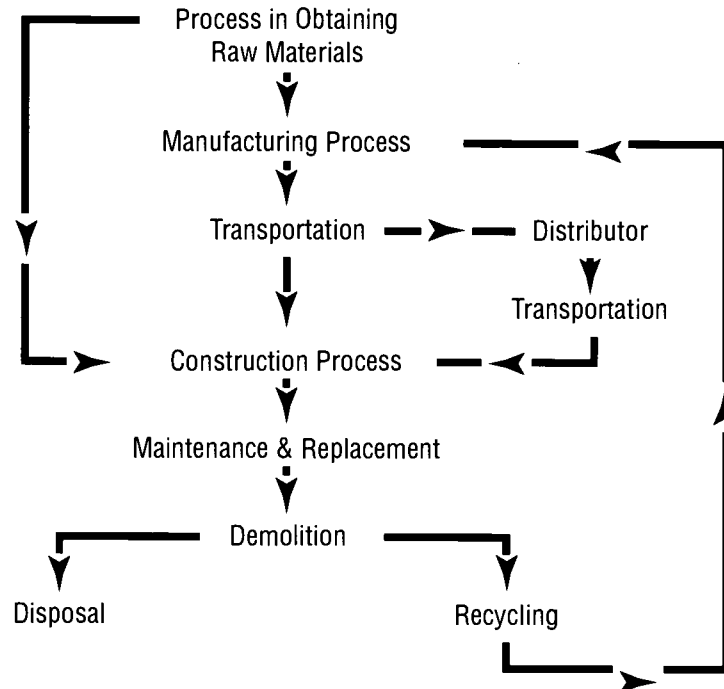 Process in Obtaining
Raw Materials
Manufacturing Process
Transportation
Distributor
Transportation
Construction Process
Maintenance & Replacement
Demolition
Disposal
Recycling